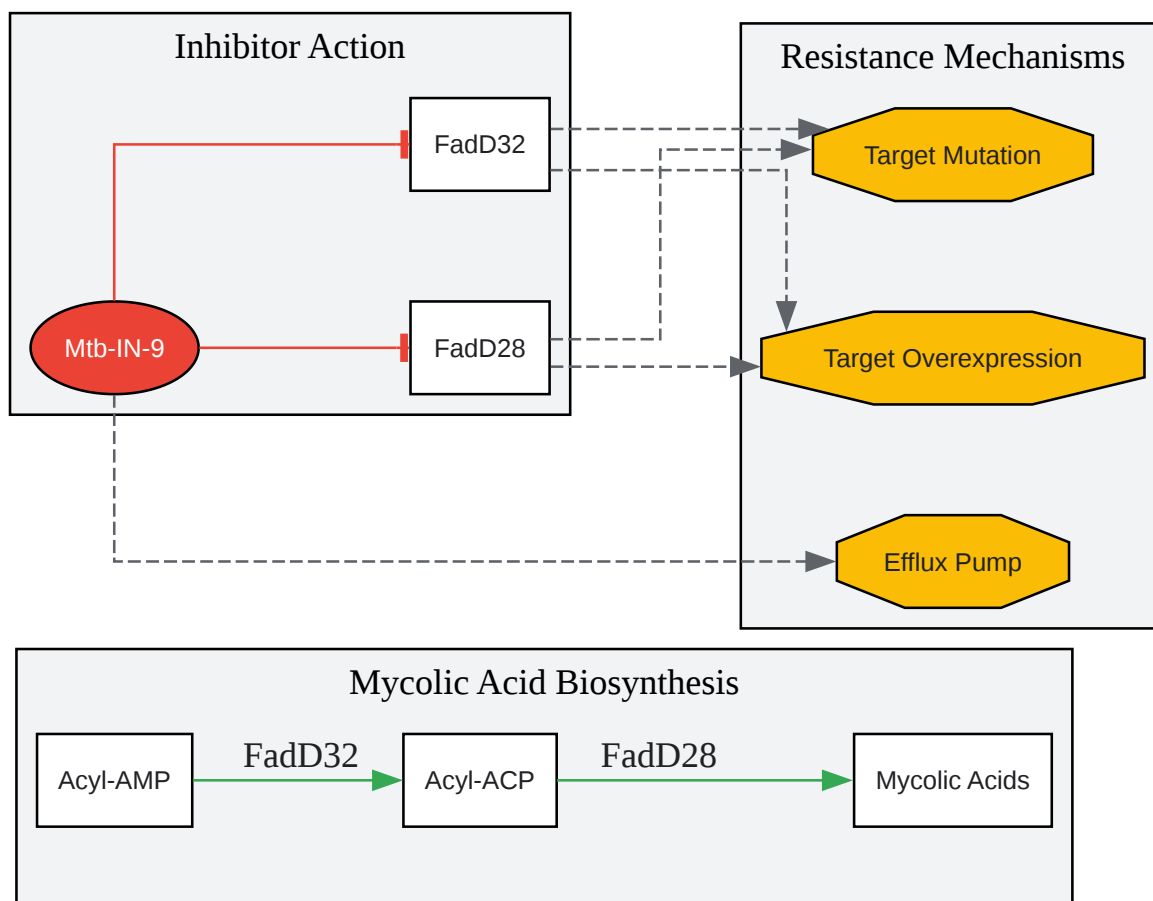 Inhibitor Action
Resistance Mechanisms
FadD32
Target Mutation
Mtb-IN-9
FadD28
Target Overexpression
Efflux Pump
Mycolic Acid Biosynthesis
Acyl-AMP
FadD32
Acyl-ACP
FadD28
Mycolic Acids